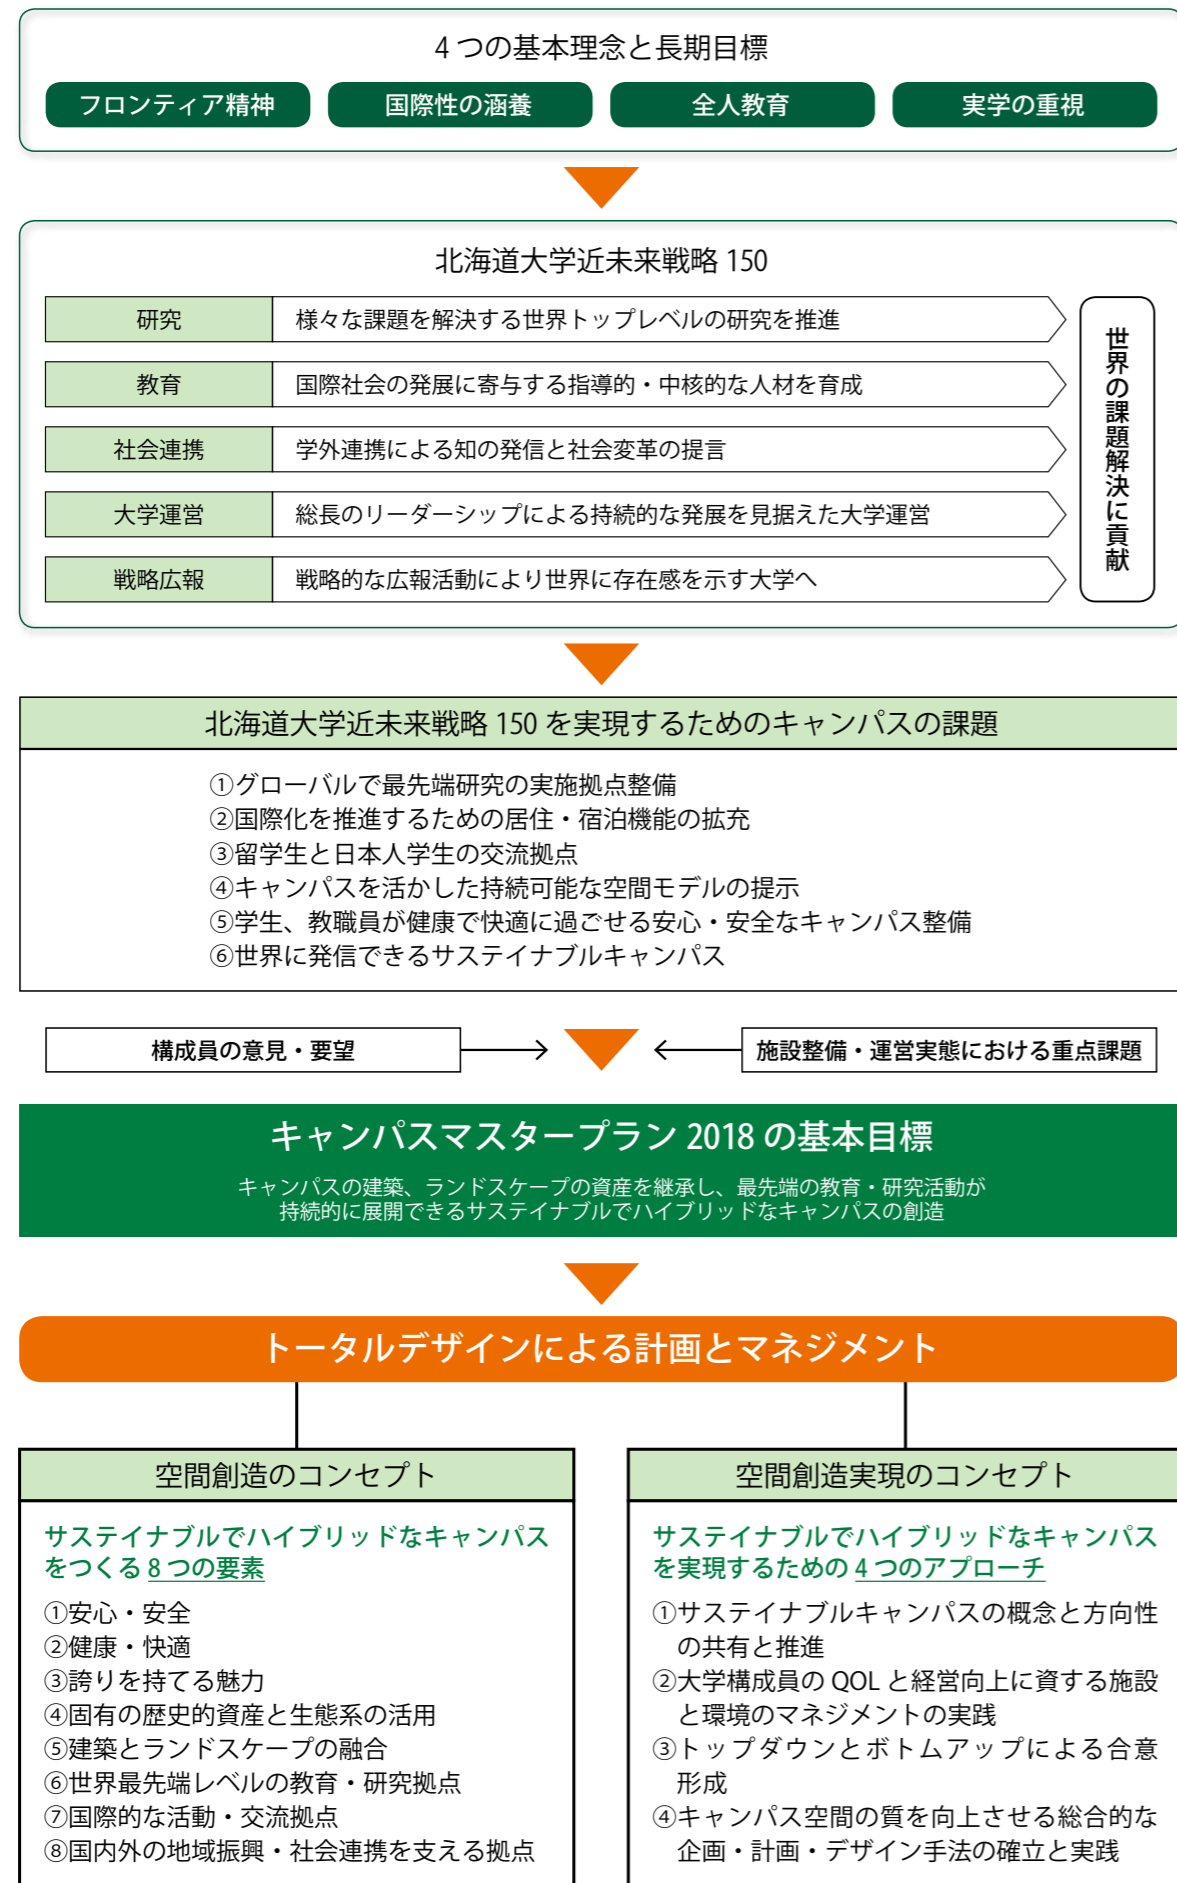 4つの基本理念と長期目標
フロンティア精神
国際性の涵養
全人教育
実学の重視
北海道大学近未来戦略 150
研究
様々な課題を解決する世界トップレベルの研究を推進
教育
国際社会の発展に寄与する指導的・中核的な人材を育成
社会連携
学外連携による知の発信と社会変革の提言
大学運営
総長のリーダーシップによる持続的な発展を見据えた大学運営
戦略広報
戦略的な広報活動により世界に存在感を示す大学へ
世界の課題解決に貢献
北海道大学近未来戦略 150 を実現するためのキャンパスの課題
①グローバルで最先端研究の実施拠点整備
②国際化を推進するための居住・宿泊機能の拡充
③留学生と日本人学生の交流拠点
④キャンパスを活かした持続可能な空間モデルの提示
⑤学生、教職員が健康で快適に過ごせる安心・安全なキャンパス整備
⑥世界に発信できるサステイナブルキャンパス
構成員の意見・要望
施設整備・運営実態における重点課題
キャンパスマスタープラン 2018 の基本目標
キャンパスの建築、ランドスケープの資産を継承し、最先端の教育・研究活動が
持続的に展開できるサステイナブルでハイブリッドなキャンパスの創造
トータルデザインによる計画とマネジメント
空間創造のコンセプト
サステイナブルでハイブリッドなキャンパス
をつくる 8つの要素
①安心・安全
②健康・快適
③誇りを持てる魅力
④固有の歴史的資産と生態系の活用
⑤建築とランドスケープの融合
⑥世界最先端レベルの教育・研究拠点
⑦国際的な活動・交流拠点
⑧国内外の地域振興・社会連携を支える拠点
空間創造実現のコンセプト
サステイナブルでハイブリッドなキャンパス
を実現するための 4つのアプローチ
①サステイナブルキャンパスの概念と方向性
の共有と推進
②大学構成員の QOL と経営向上に資する施設
と環境のマネジメントの実践
③トップダウンとボトムアップによる合意
形成
④キャンパス空間の質を向上させる総合的な
企画・計画・デザイン手法の確立と実践